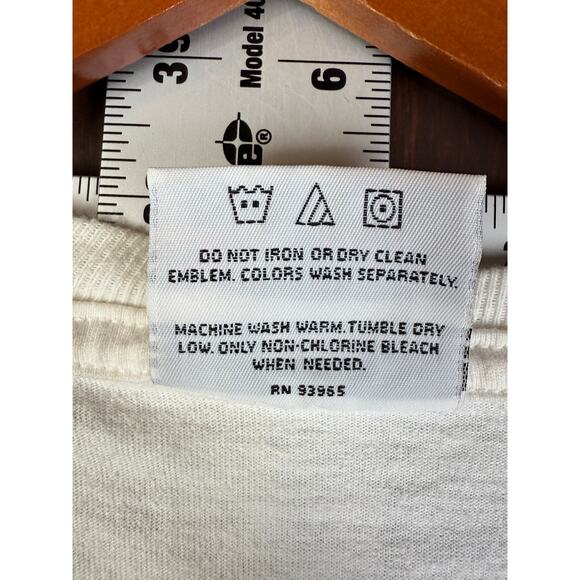 39
Model 40
6
e®
DO NOT IRON OR DRY CLEAN
EMBLEM. COLORS WASH SEPARATELY.
MACHINE WASH WARM. TUMBLE DRY
LOW. ONLY NON-CHLORINE BLEACH
WHEN NEEDED.
RN 93965